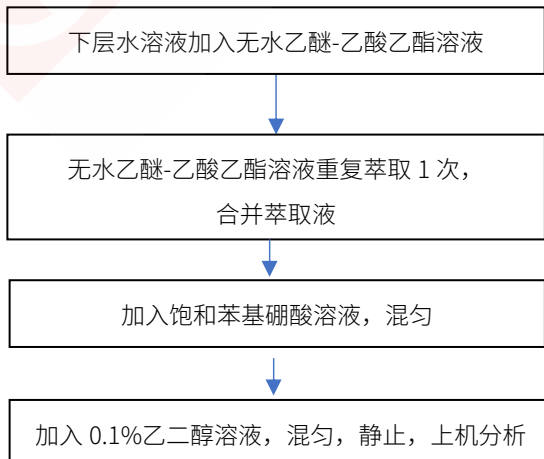 下层水溶液加入无水乙醚-乙酸乙酯溶液
无水乙醚-乙酸乙酯溶液重复萃取 1 次，
合并萃取液
加入饱和苯基硼酸溶液，混匀
加入 0.1%乙二醇溶液，混匀，静止，上机分析